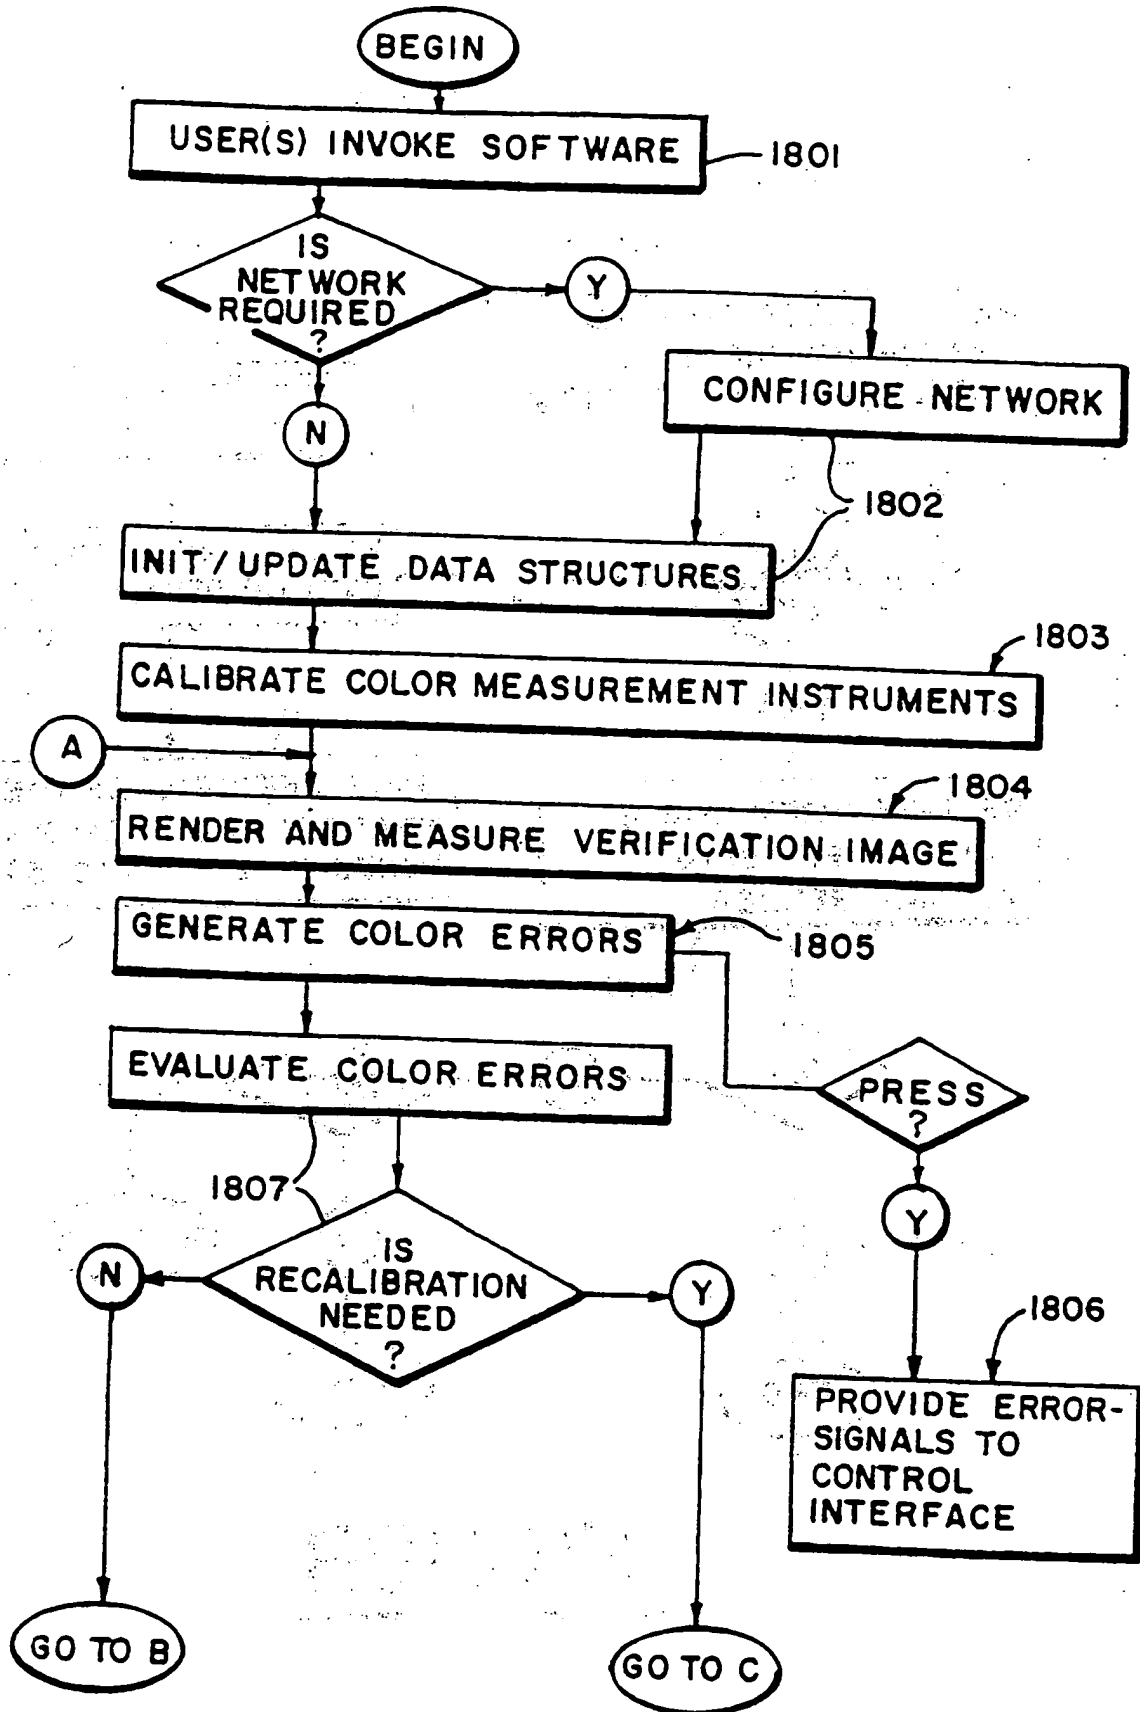 BEGIN
USER(S) INVOKE SOFTWARE
1801
IS
NETWORK
REQUIRED
?
Y
CONFIGURE NETWORK
N
1802
INIT/UPDATE DATA STRUCTURES
1803
CALIBRATE COLOR MEASUREMENT INSTRUMENTS
A
1804
RENDER AND MEASURE VERIFICATION IMAGE
GENERATE COLOR ERRORS
1805
EVALUATE COLOR ERRORS
PRESS
?
1807
Y
IS
RECALIBRATION
NEEDED
?
N
Y
1806
PROVIDE ERROR-
SIGNALS TO
CONTROL
INTERFACE
GO TO B
GO TO C